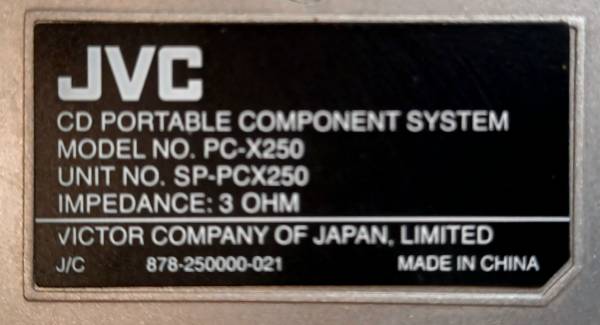 JVC
CD PORTABLE COMPONENT SYSTEM
MODEL NO. PC-X250
UNIT NO. SP-PCX250
IMPEDANCE: 3 OHM
VICTOR COMPANY OF JAPAN, LIMITED
J/C 878-250000-021 MADE IN CHINA